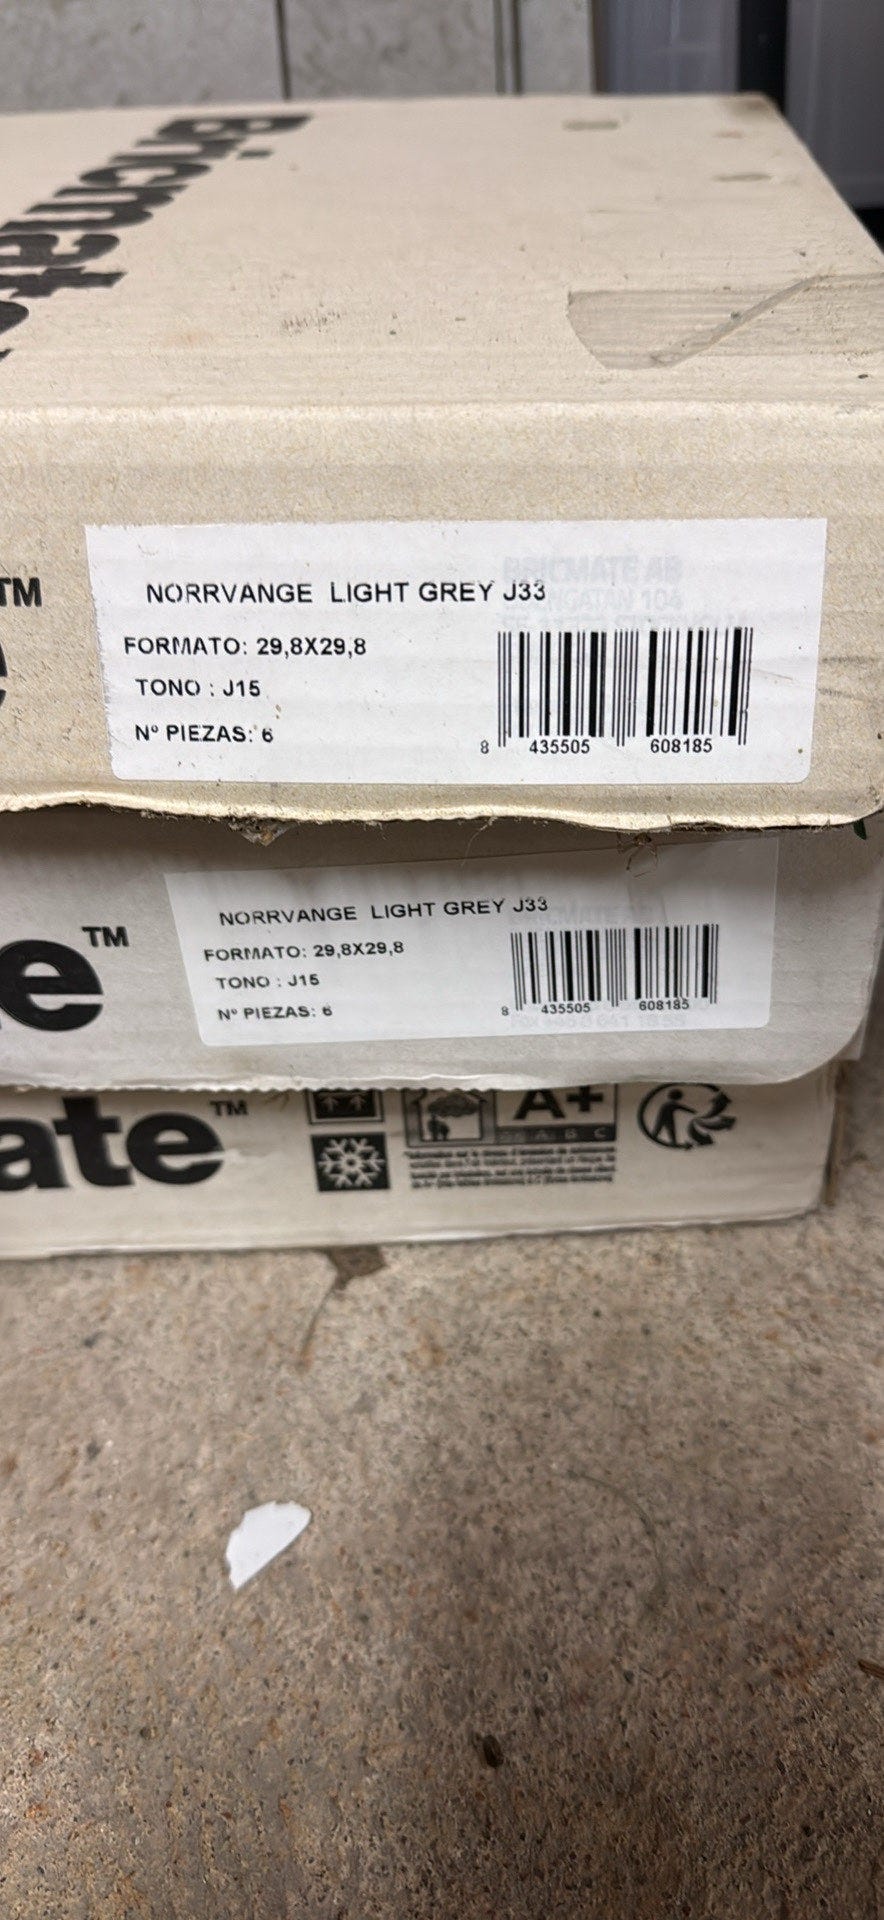 Bricmate
TM
NORRVANGE LIGHT GREY J33
FORMATO: 29,8X29,8
TONO : J15
Nº PIEZAS: 6
BRICMATE AB
8 435505 608185
e™
NORRVANGE LIGHT GREY J33
FORMATO: 29,8X29,8
TONO : J15
Nº PIEZAS: 6
8 435505 608185
ate™
A+
A B C